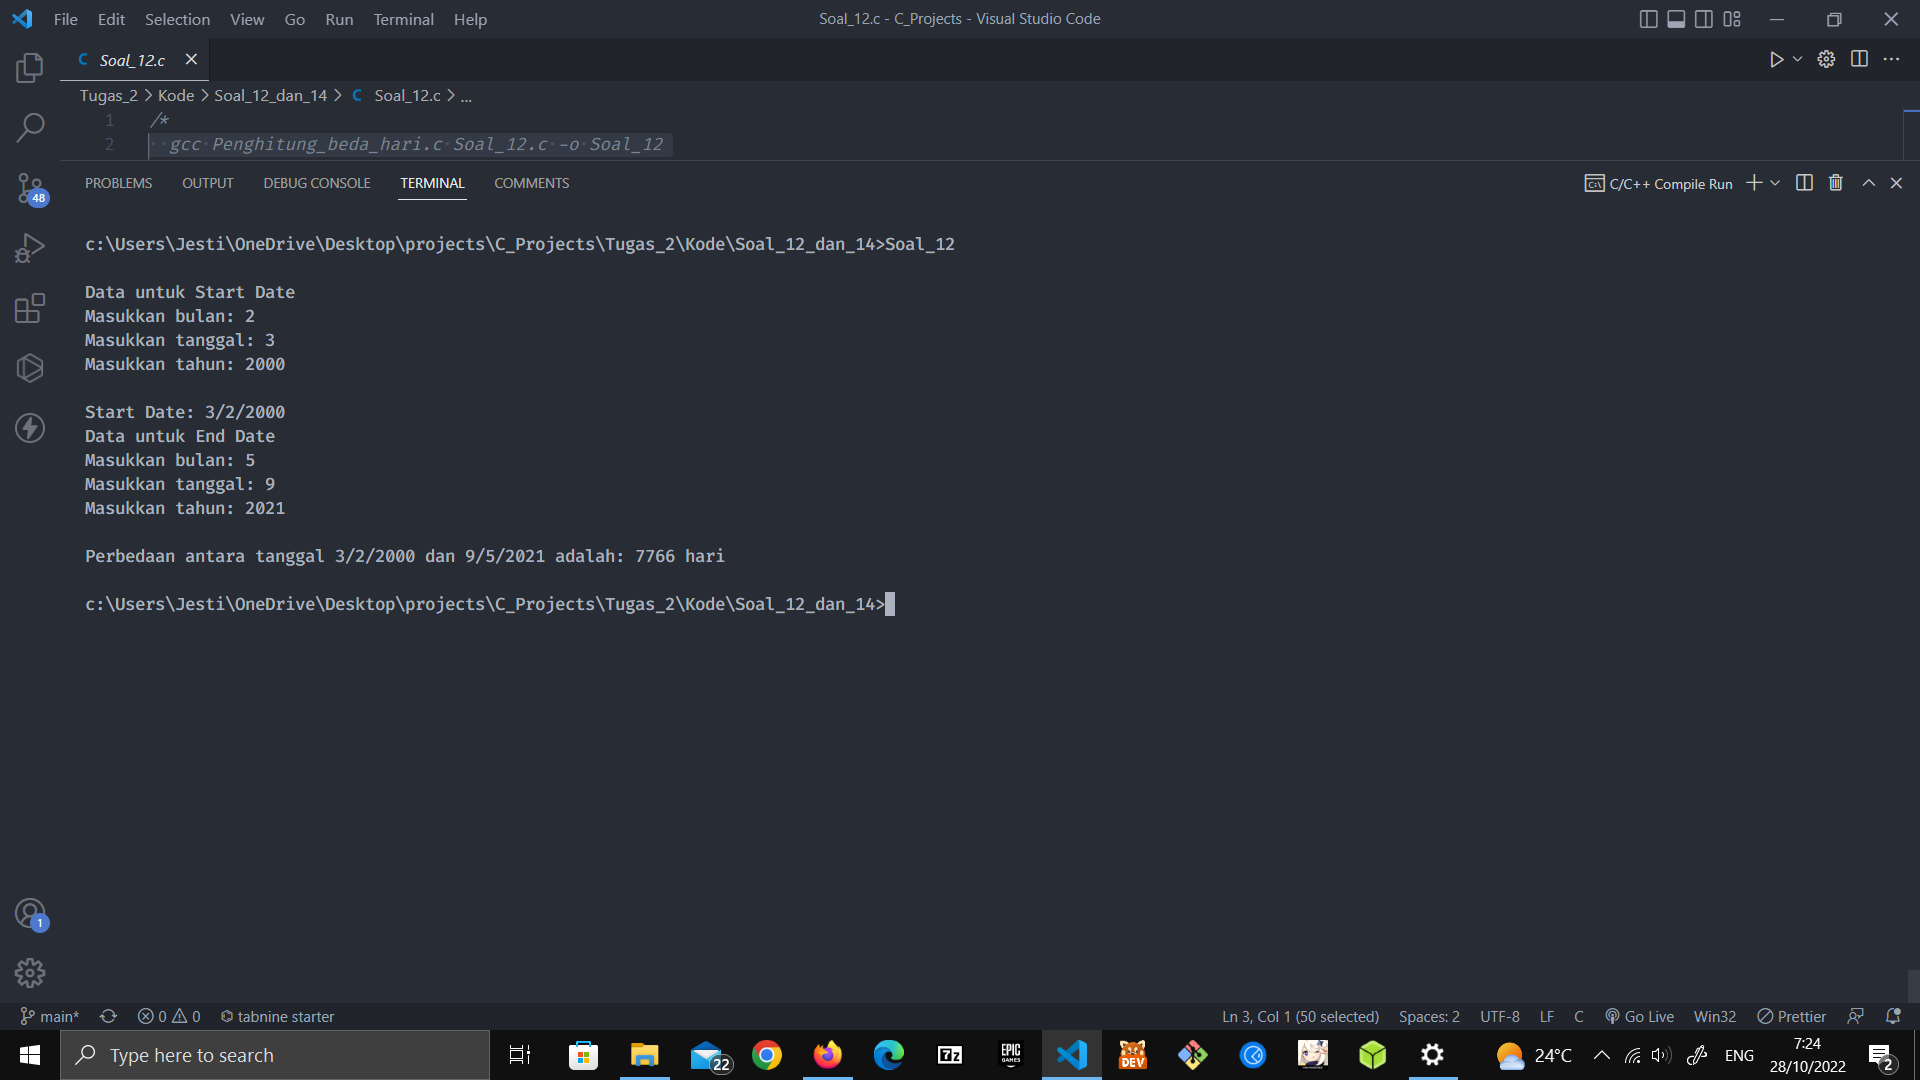 File Edit Selection View Go Run Terminal Help
Soal_12.c - C_Projects - Visual Studio Code
C Soal_12.c
Tugas_2 > Kode > Soal_12_dan_14 > C Soal_12.c > ...
1 /*
2 gcc Penghitung_beda_hari.c Soal_12.c -o Soal_12
48
PROBLEMS OUTPUT DEBUG CONSOLE TERMINAL COMMENTS
C/C++ Compile Run
c:\Users\Jesti\OneDrive\Desktop\projects\C_Projects\Tugas_2\Kode\Soal_12_dan_14>Soal_12
Data untuk Start Date
Masukkan bulan: 2
Masukkan tanggal: 3
Masukkan tahun: 2000
Start Date: 3/2/2000
Data untuk End Date
Masukkan bulan: 5
Masukkan tanggal: 9
Masukkan tahun: 2021
Perbedaan antara tanggal 3/2/2000 dan 9/5/2021 adalah: 7766 hari
c:\Users\Jesti\OneDrive\Desktop\projects\C_Projects\Tugas_2\Kode\Soal_12_dan_14>
1
main* 0 0 tabnine starter
Ln 3, Col 1 (50 selected) Spaces: 2 UTF-8 LF C Go Live Win32 Prettier
Type here to search
22
7z
EPIC GAMES
DEV
24°C
ENG
7:24
28/10/2022
2